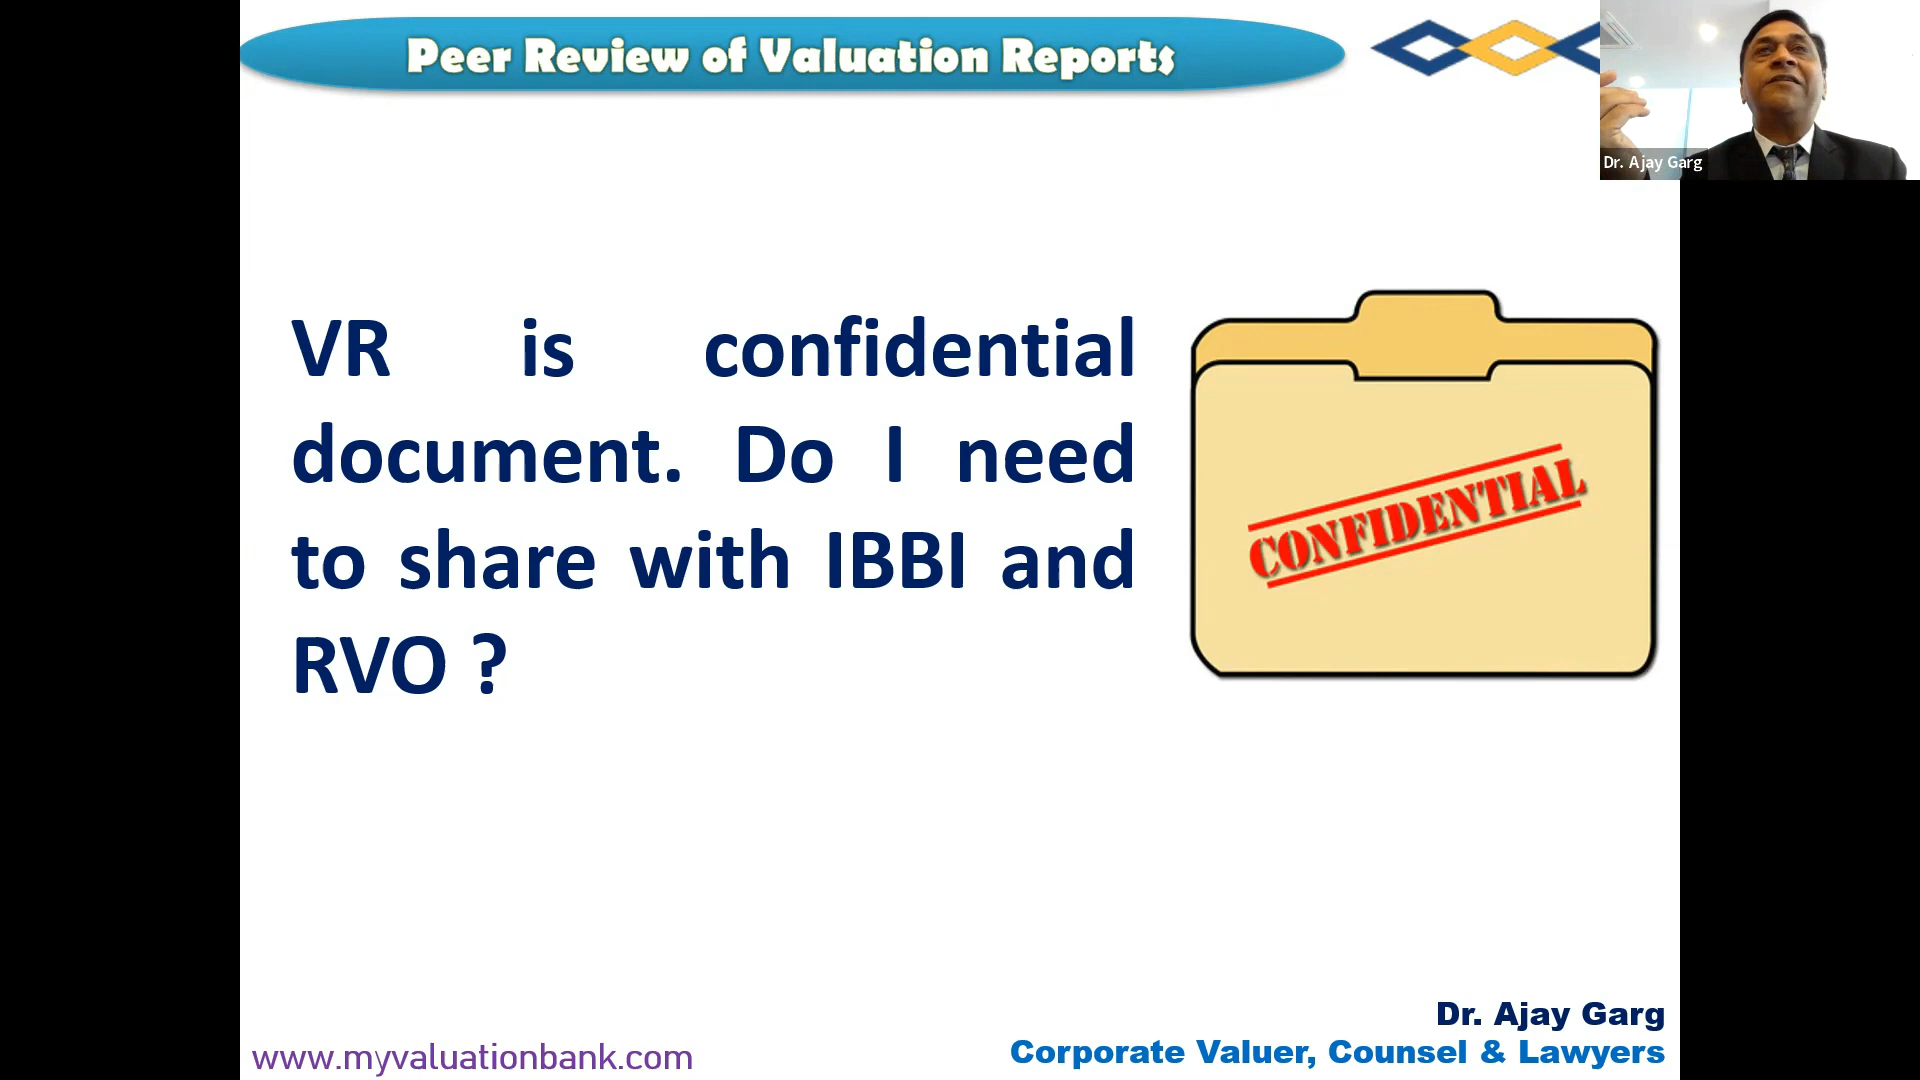 Peer Review of Valuation Reports
Dr. Ajay Garg
VR is confidential
document. Do I need
to share with IBBI and
RVO ?
CONFIDENTIAL
Dr. Ajay Garg
www.myvaluationbank.com
Corporate Valuer, Counsel & Lawyers